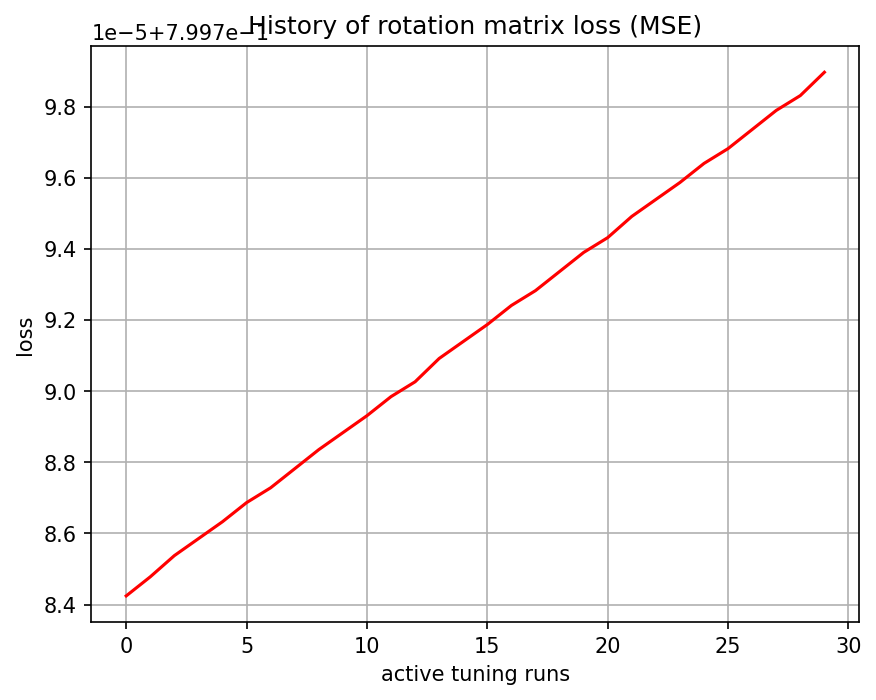 History of rotation matrix loss (MSE)
1e−5+7.997e−1
9.8
9.6
9.4
9.2
9.0
8.8
8.6
8.4
loss
0 5 10 15 20 25 30
active tuning runs